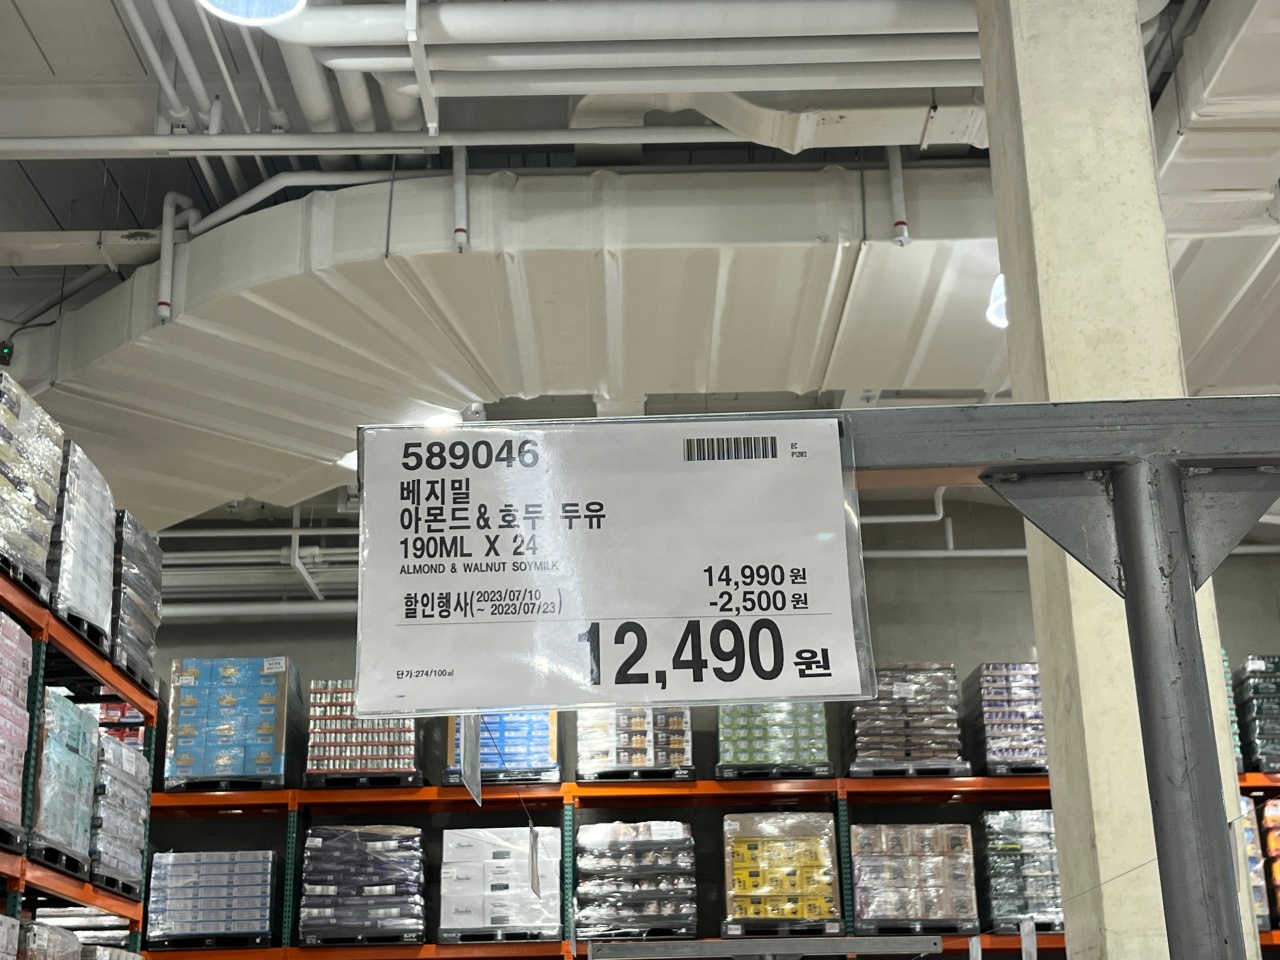 589046
EC
P1202
베지밀
아몬드&호두 두유
190ML X 24
ALMOND & WALNUT SOYMILK
14,990원
할인행사(2023/07/10
~ 2023/07/23)
-2,500원
12,490원
단가:274/100㎖